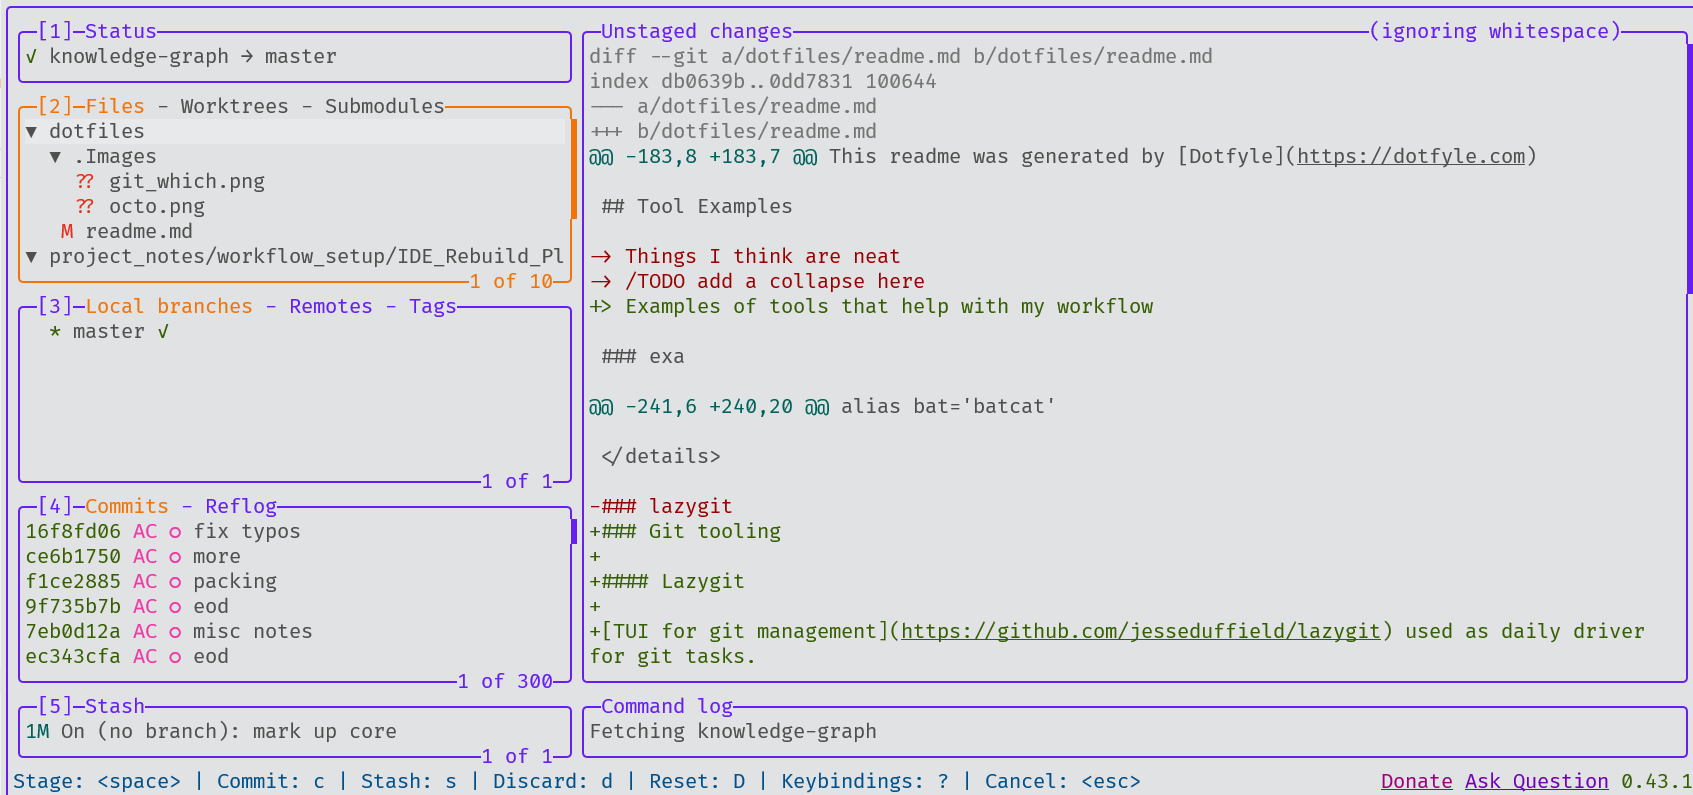 [1]-Status
√ knowledge-graph → master
[2]-Files - Worktrees - Submodules
▼ dotfiles
▼ .Images
?? git_which.png
?? octo.png
M readme.md
▼ project_notes/workflow_setup/IDE_Rebuild_Pl
1 of 10
[3]-Local branches - Remotes - Tags
* master √
1 of 1
[4]-Commits - Reflog
16f8fd06 AC ○ fix typos
ce6b1750 AC ○ more
f1ce2885 AC ○ packing
9f735b7b AC ○ eod
7eb0d12a AC ○ misc notes
ec343cfa AC ○ eod
1 of 300
[5]-Stash
1M On (no branch): mark up core
1 of 1
Unstaged changes (ignoring whitespace)
diff --git a/dotfiles/readme.md b/dotfiles/readme.md
index db0639b..0dd7831 100644
--- a/dotfiles/readme.md
+++ b/dotfiles/readme.md
@@ -183,8 +183,7 @@ This readme was generated by [Dotfyle](https://dotfyle.com)
## Tool Examples
-> Things I think are neat
-> /TODO add a collapse here
+> Examples of tools that help with my workflow
### exa
@@ -241,6 +240,20 @@ alias bat='batcat'
</details>
-### lazygit
+### Git tooling
+
+#### Lazygit
+
+[TUI for git management](https://github.com/jesseduffield/lazygit) used as daily driver
for git tasks.
Command log
Fetching knowledge-graph
Stage: <space> | Commit: c | Stash: s | Discard: d | Reset: D | Keybindings: ? | Cancel: <esc>
Donate Ask Question 0.43.1